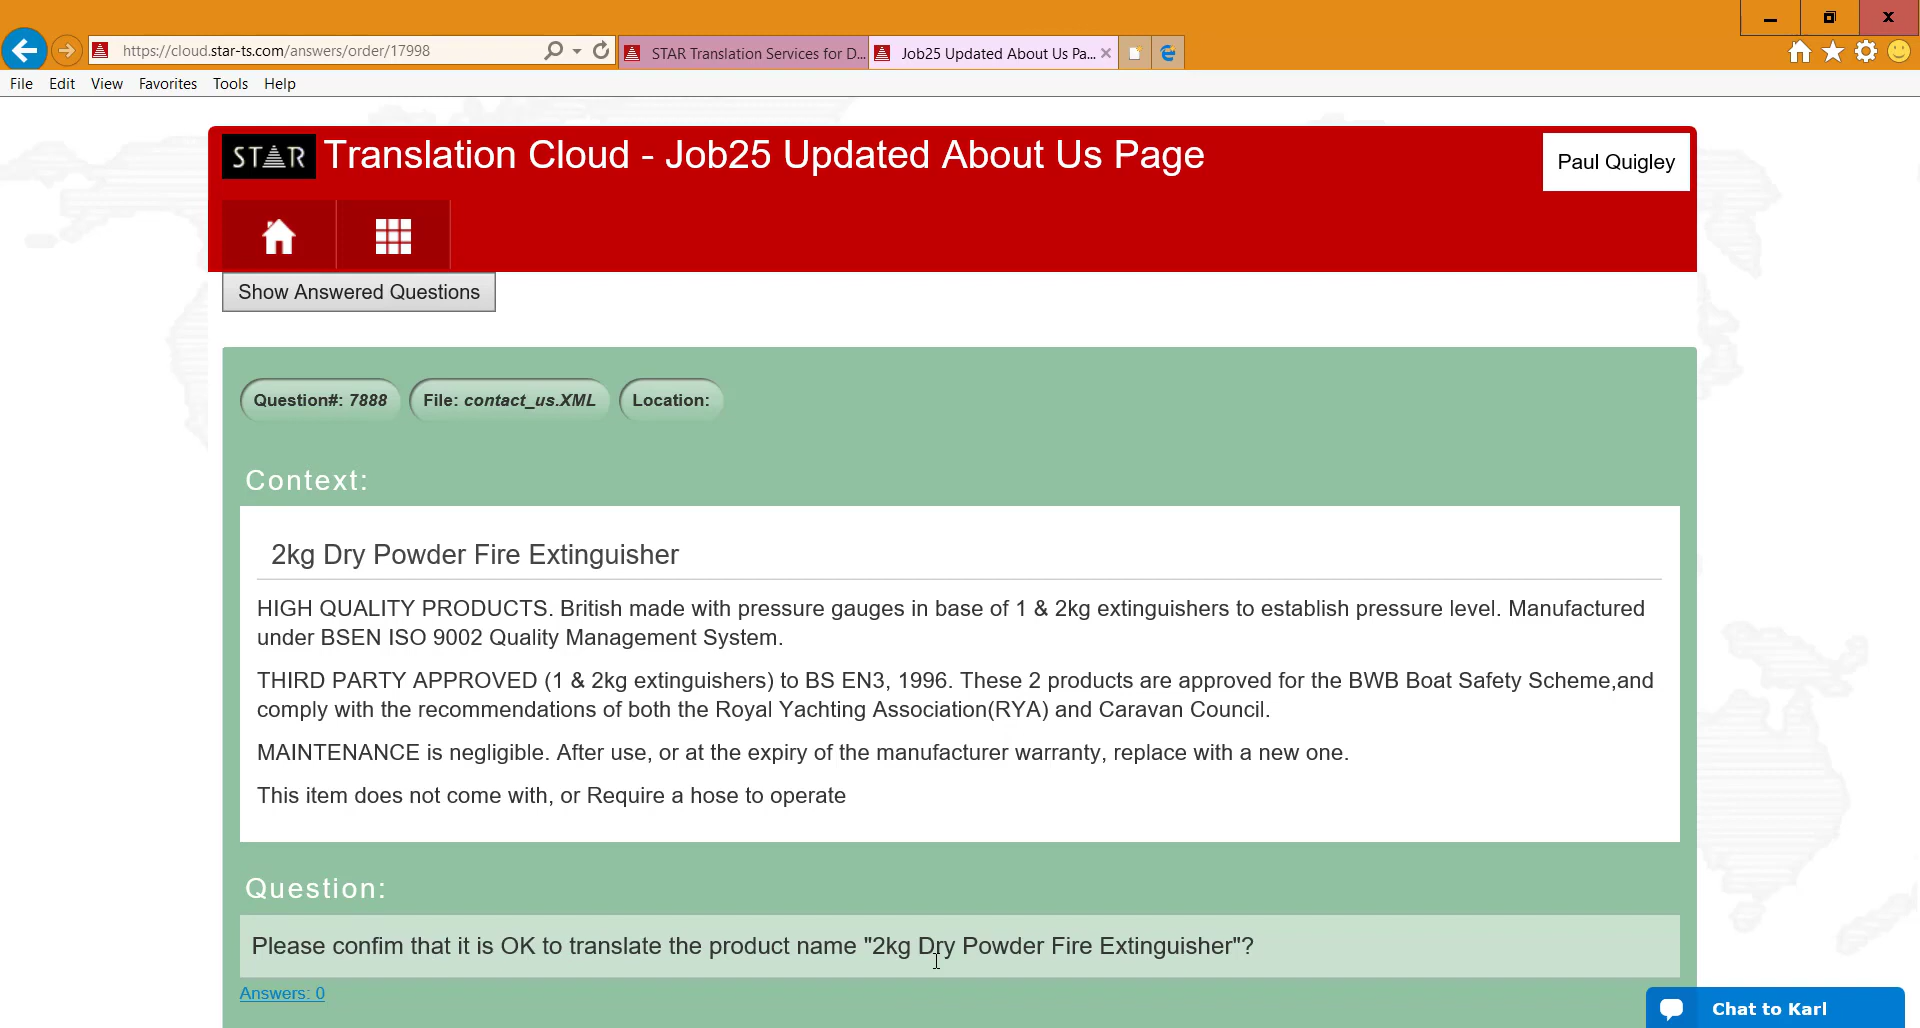 https://cloud.star-ts.com/answers/order/17998
STAR Translation Services for D...
Job25 Updated About Us Pa...
File Edit View Favorites Tools Help
STAR Translation Cloud - Job25 Updated About Us Page
Paul Quigley
Show Answered Questions
Question#: 7888 File: contact_us.XML Location:
Context:
2kg Dry Powder Fire Extinguisher
HIGH QUALITY PRODUCTS. British made with pressure gauges in base of 1 & 2kg extinguishers to establish pressure level. Manufactured
under BSEN ISO 9002 Quality Management System.
THIRD PARTY APPROVED (1 & 2kg extinguishers) to BS EN3, 1996. These 2 products are approved for the BWB Boat Safety Scheme,and
comply with the recommendations of both the Royal Yachting Association(RYA) and Caravan Council.
MAINTENANCE is negligible. After use, or at the expiry of the manufacturer warranty, replace with a new one.
This item does not come with, or Require a hose to operate
Question:
Please confim that it is OK to translate the product name "2kg Dry Powder Fire Extinguisher"?
Answers: 0
Chat to Karl